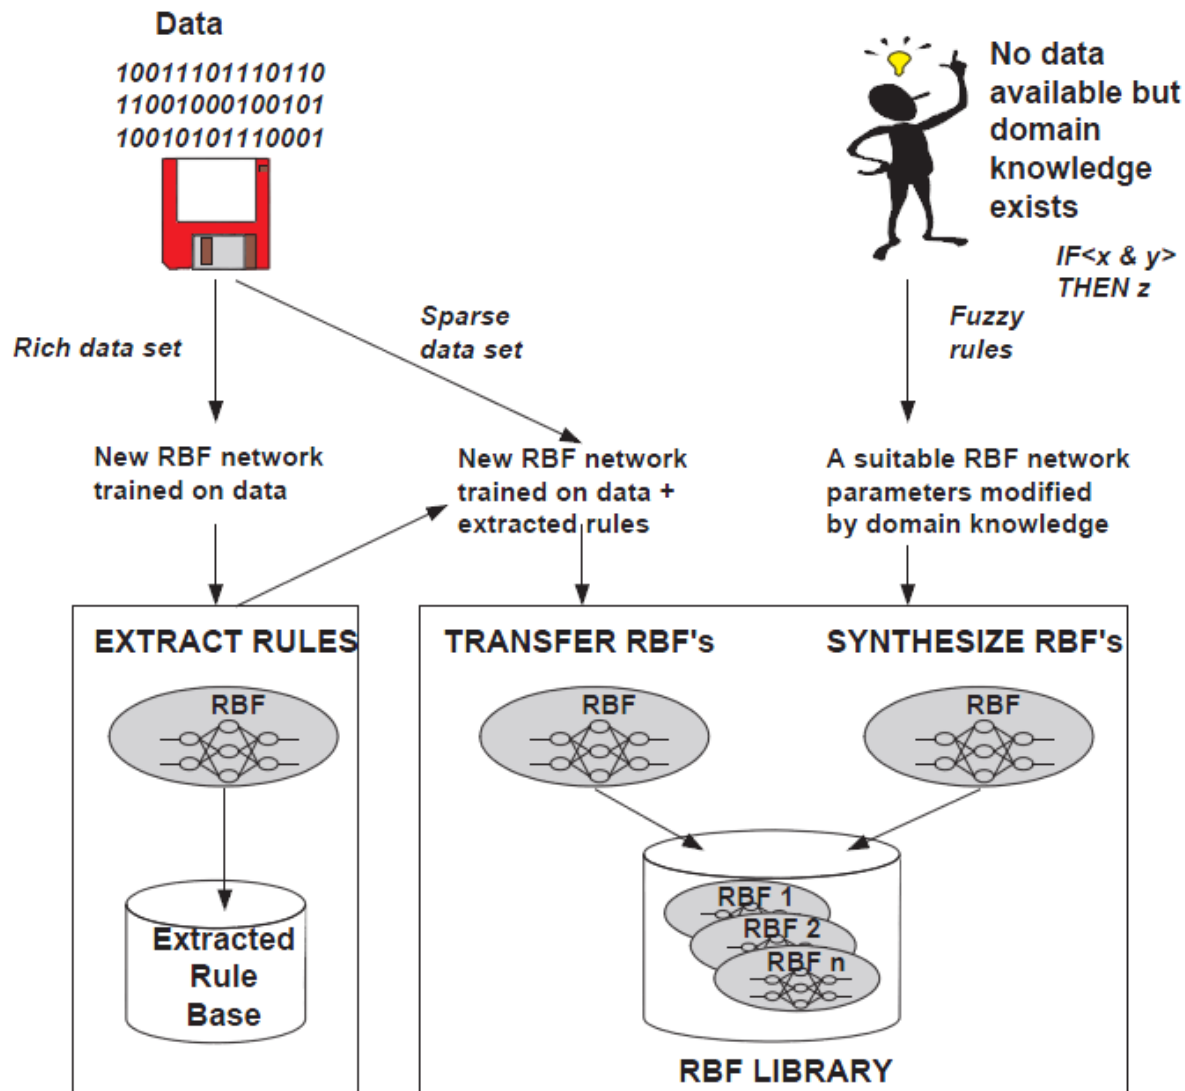 Data
10011101110110
11001000100101
10010101110001
No data
available but
domain
knowledge
exists
IF<x & y>
THEN z
Rich data set
Sparse
data set
Fuzzy
rules
New RBF network
trained on data
New RBF network
trained on data +
extracted rules
A suitable RBF network
parameters modified
by domain knowledge
EXTRACT RULES
TRANSFER RBF's
SYNTHESIZE RBF's
RBF
RBF
RBF
Extracted
Rule
Base
RBF 1
RBF 2
RBF n
RBF LIBRARY